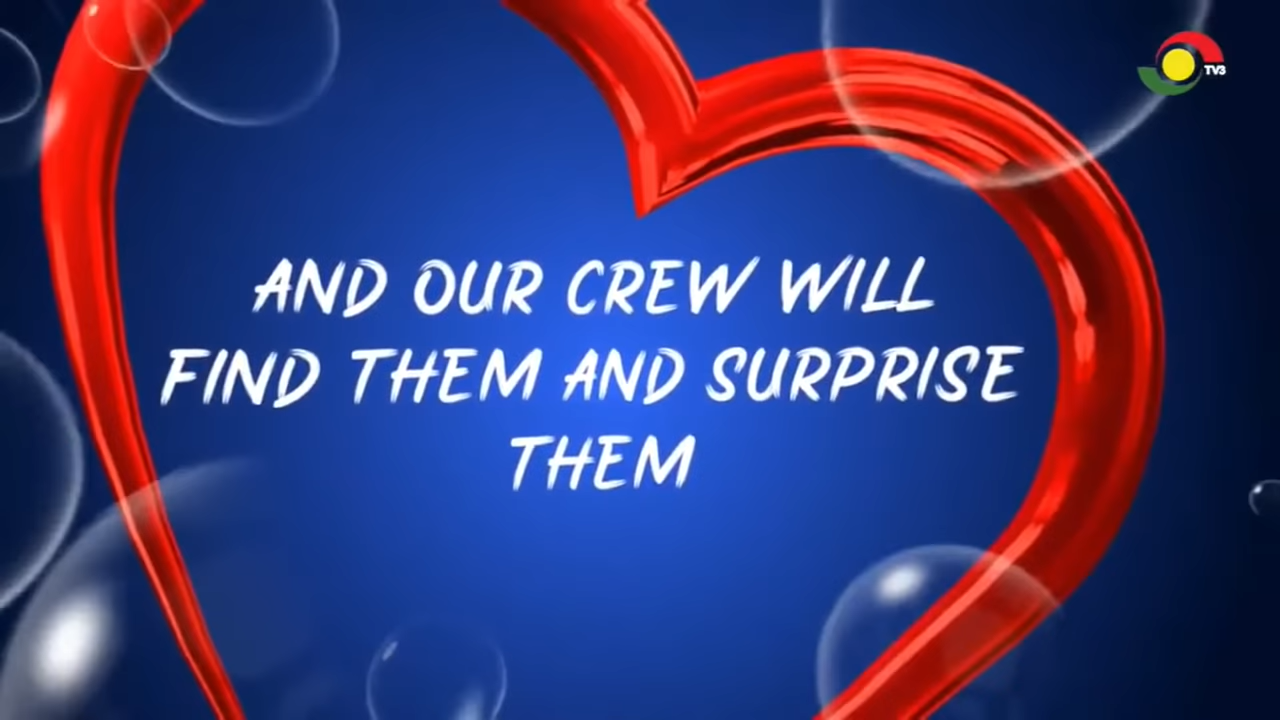 TV3
AND OUR CREW WILL
FIND THEM AND SURPRISE
THEM